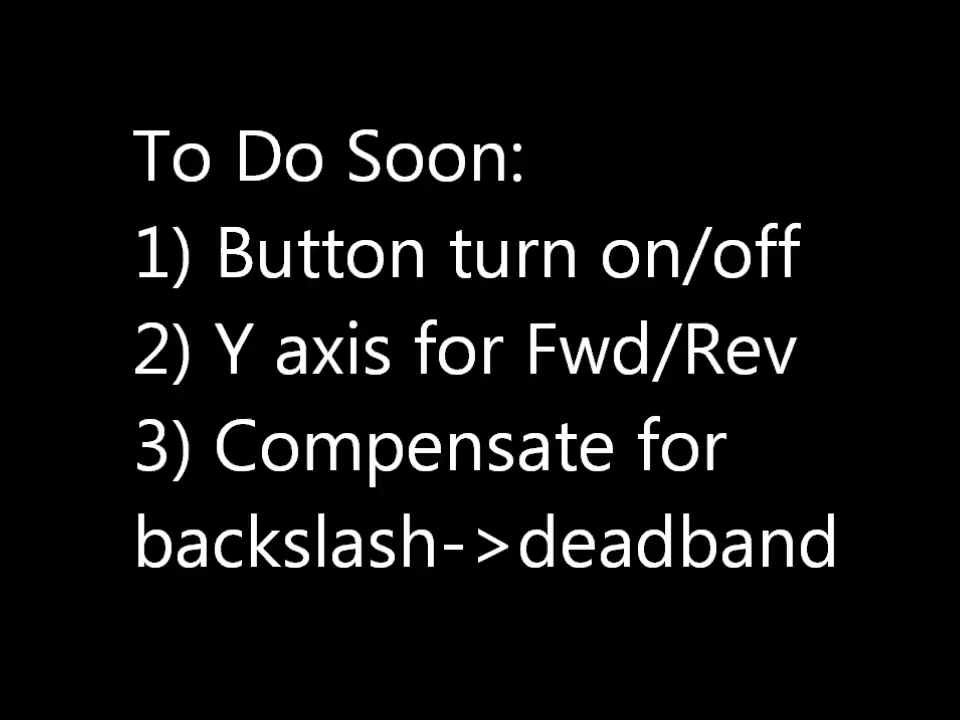 To Do Soon:
1) Button turn on/off
2) Y axis for Fwd/Rev
3) Compensate for
backslash->deadband